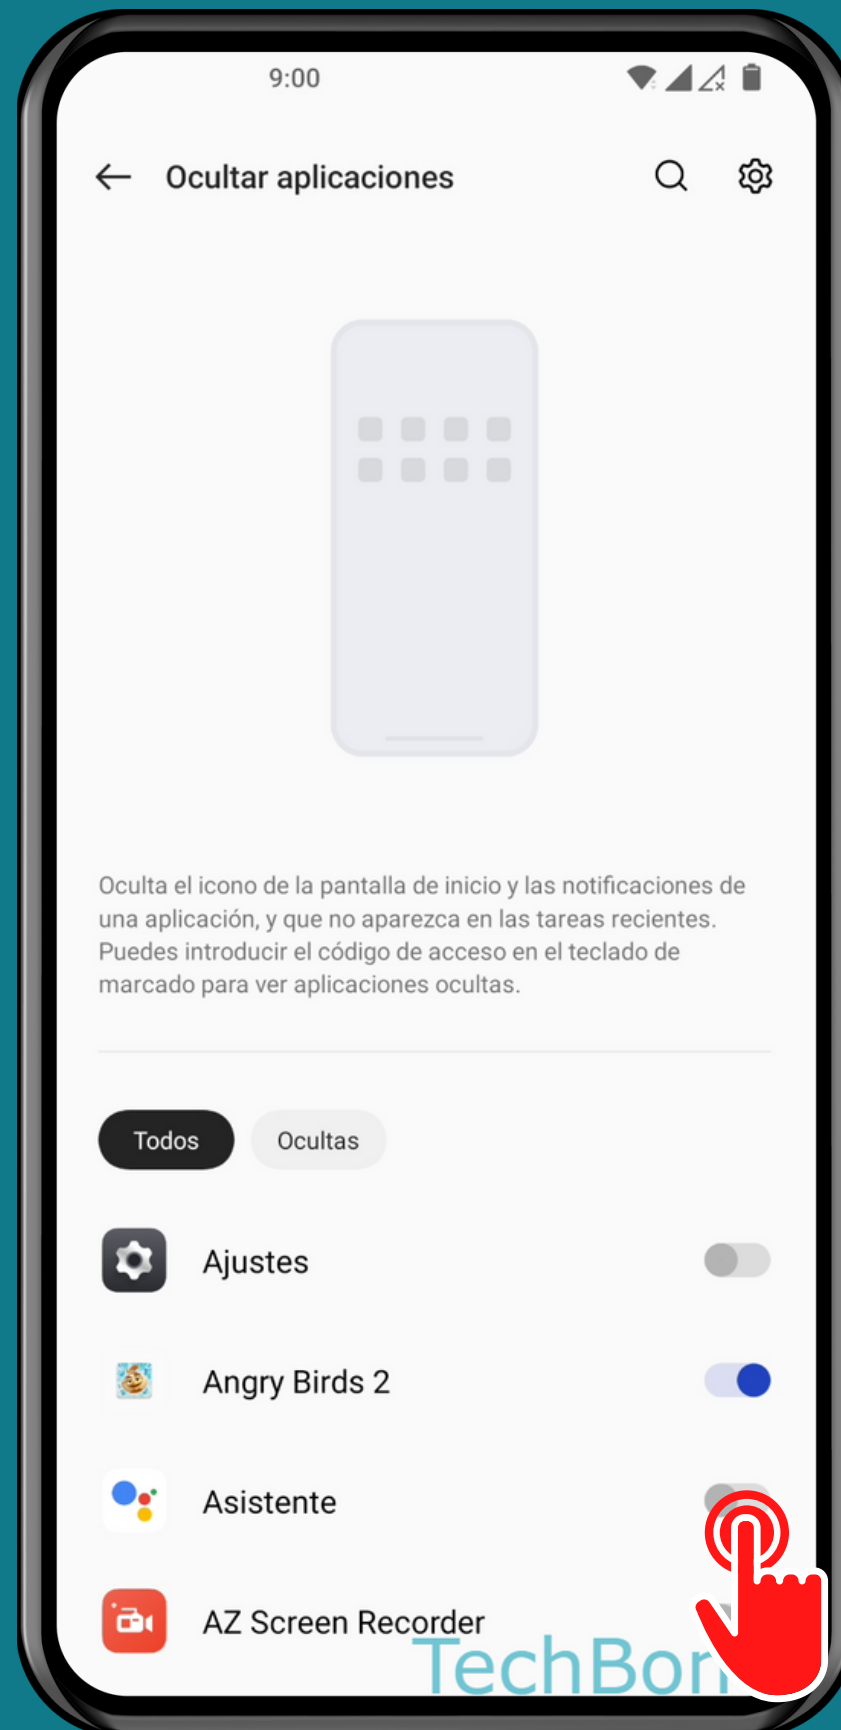 9:00
Ocultar aplicaciones
Oculta el icono de la pantalla de inicio y las notificaciones de
una aplicación, y que no aparezca en las tareas recientes.
Puedes introducir el código de acceso en el teclado de
marcado para ver aplicaciones ocultas.
Todos
Ocultas
Ajustes
Angry Birds 2
Asistente
AZ Screen Recorder